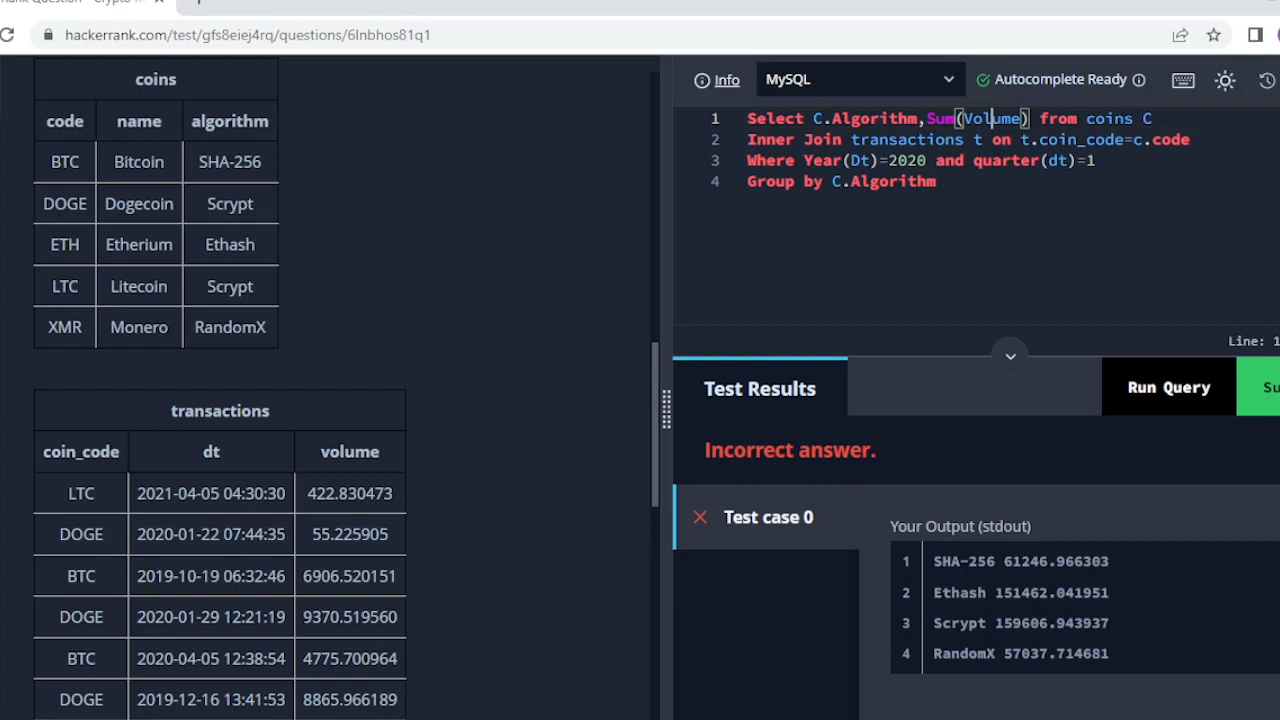 hackerrank.com/test/gfs8eiej4rq/questions/6lnbhos81q1
coins
code name algorithm
BTC Bitcoin SHA-256
DOGE Dogecoin Scrypt
ETH Etherium Ethash
LTC Litecoin Scrypt
XMR Monero RandomX
transactions
coin_code dt volume
LTC 2021-04-05 04:30:30 422.830473
DOGE 2020-01-22 07:44:35 55.225905
BTC 2019-10-19 06:32:46 6906.520151
DOGE 2020-01-29 12:21:19 9370.519560
BTC 2020-04-05 12:38:54 4775.700964
DOGE 2019-12-16 13:41:53 8865.966189
Info MySQL Autocomplete Ready
1 Select C.Algorithm,Sum(Volume) from coins C
2 Inner Join transactions t on t.coin_code=c.code
3 Where Year(Dt)=2020 and quarter(dt)=1
4 Group by C.Algorithm
Line: 1
Test Results
Run Query
Su
Incorrect answer.
Test case 0
Your Output (stdout)
1 SHA-256 61246.966303
2 Ethash 151462.041951
3 Scrypt 159606.943937
4 RandomX 57037.714681